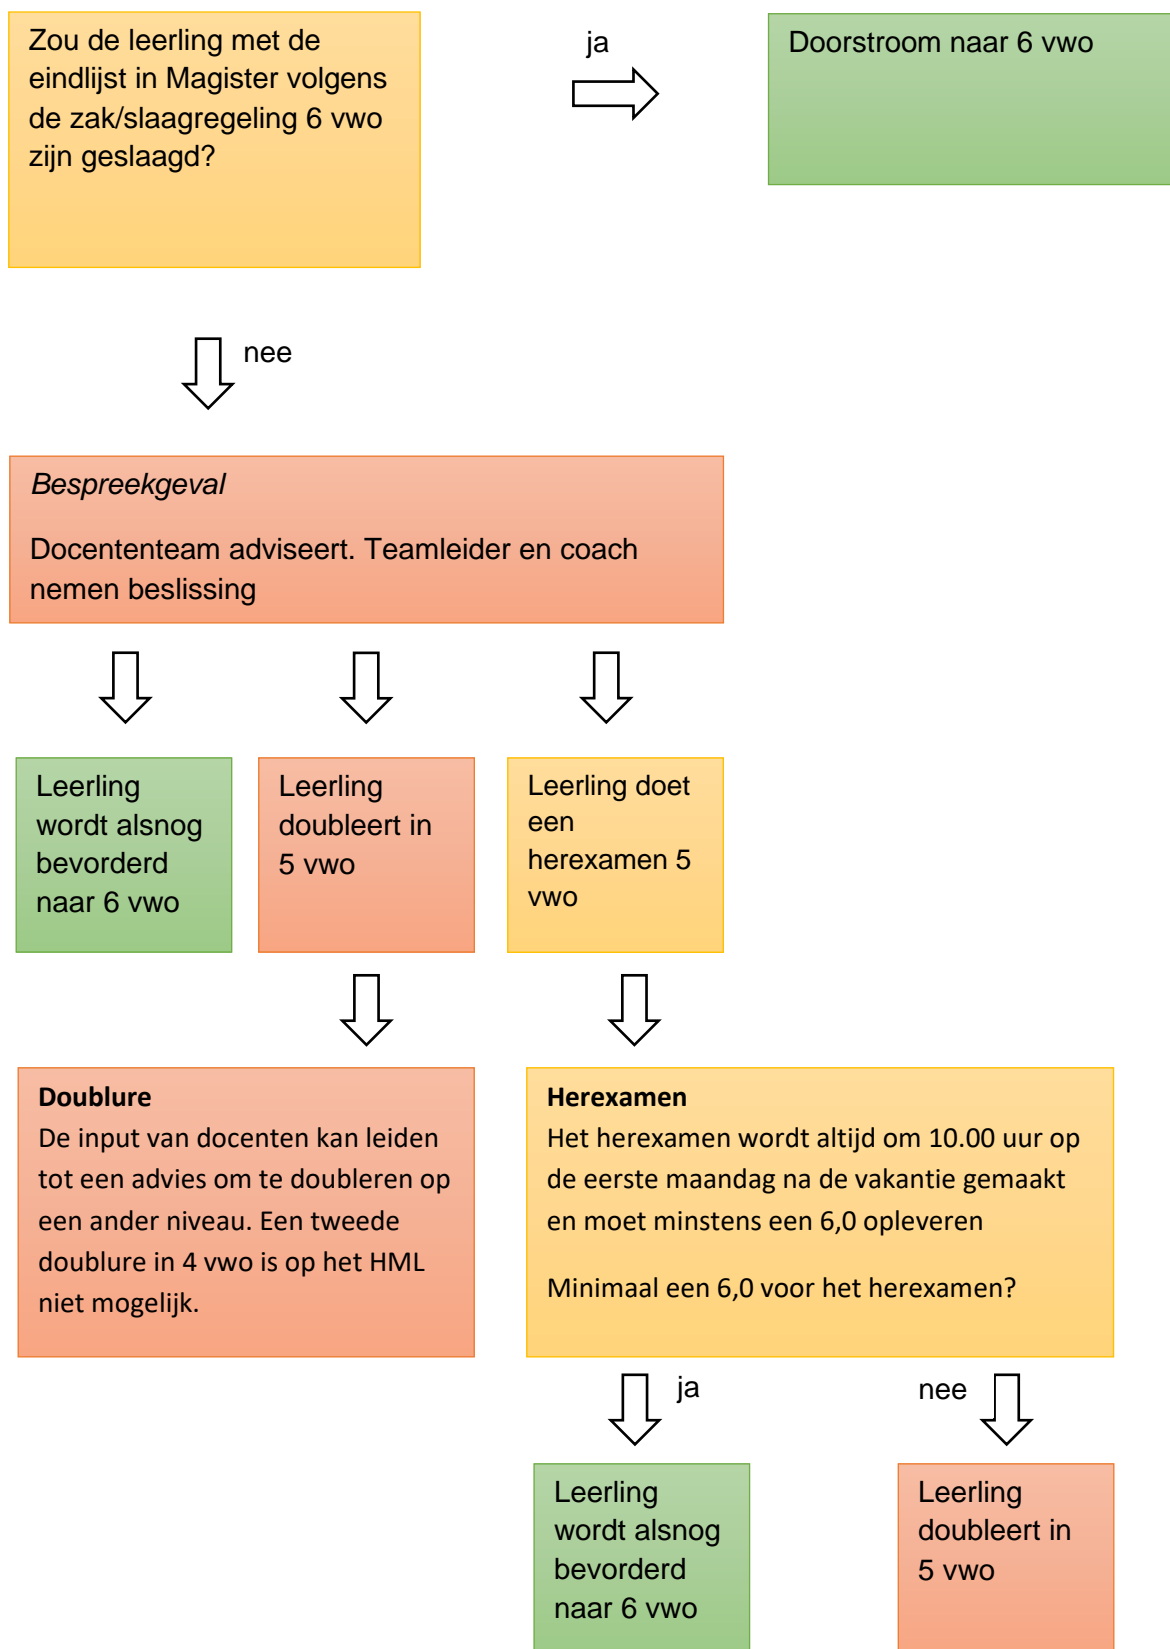 Zou de leerling met de
eindlijst in Magister volgens
de zak/slaagregeling 6 vwo
zijn geslaagd?
ja
Doorstroom naar 6 vwo
nee
Bespreekgeval
Docententeam adviseert. Teamleider en coach
nemen beslissing
Leerling
wordt alsnog
bevorderd
naar 6 vwo
Leerling
doubleert in
5 vwo
Leerling doet
een
herexamen 5
vwo
Doublure
De input van docenten kan leiden
tot een advies om te doubleren op
een ander niveau. Een tweede
doublure in 4 vwo is op het HML
niet mogelijk.
Herexamen
Het herexamen wordt altijd om 10.00 uur op
de eerste maandag na de vakantie gemaakt
en moet minstens een 6,0 opleveren
Minimaal een 6,0 voor het herexamen?
ja
nee
Leerling
wordt alsnog
bevorderd
naar 6 vwo
Leerling
doubleert in
5 vwo